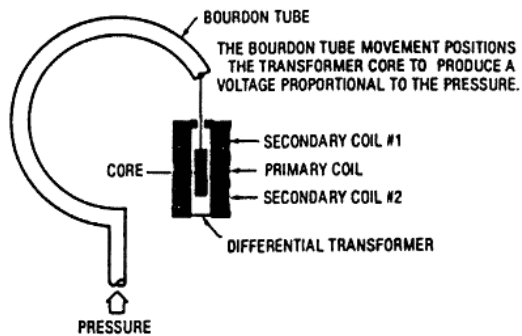 BOURDON TUBE
THE BOURDON TUBE MOVEMENT POSITIONS
THE TRANSFORMER CORE TO PRODUCE A
VOLTAGE PROPORTIONAL TO THE PRESSURE.
SECONDARY COIL #1
CORE
PRIMARY COIL
SECONDARY COIL #2
DIFFERENTIAL TRANSFORMER
PRESSURE